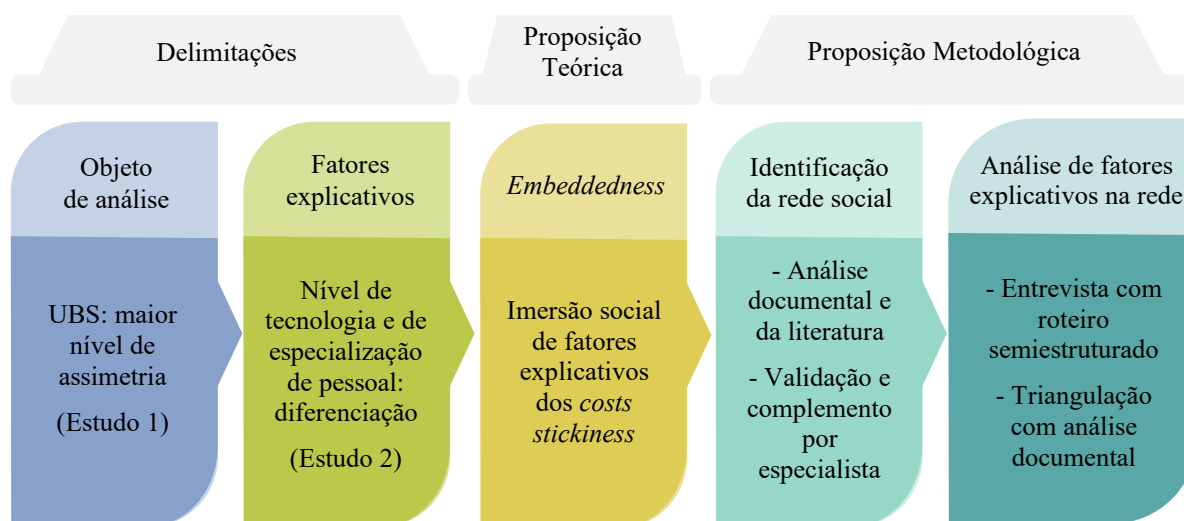 Delimitações
Proposição
Teórica
Proposição Metodológica
Objeto
de análise
UBS: maior
nível de
assimetria
(Estudo 1)
Fatores
explicativos
Nível de
tecnologia e de
especialização
de pessoal:
diferenciação
(Estudo 2)
Embeddedness
Imersão social
de fatores
explicativos
dos costs
stickiness
Identificação
da rede social
- Análise
documental e
da literatura
- Validação e
complemento
por
especialista
Análise de fatores
explicativos na rede
- Entrevista com
roteiro
semiestruturado
- Triangulação
com análise
documental